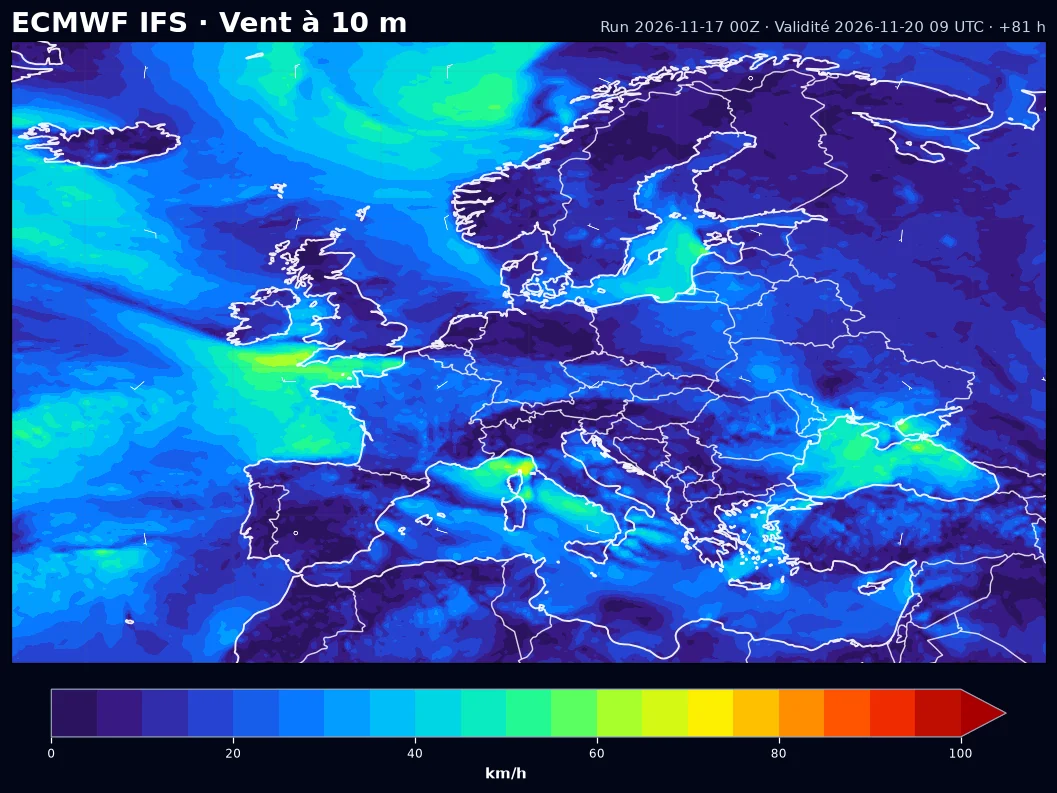 ECMWF IFS · Vent à 10 m
Run 2026-11-17 00Z · Validité 2026-11-20 09 UTC · +81 h
0 20 40 60 80 100
km/h